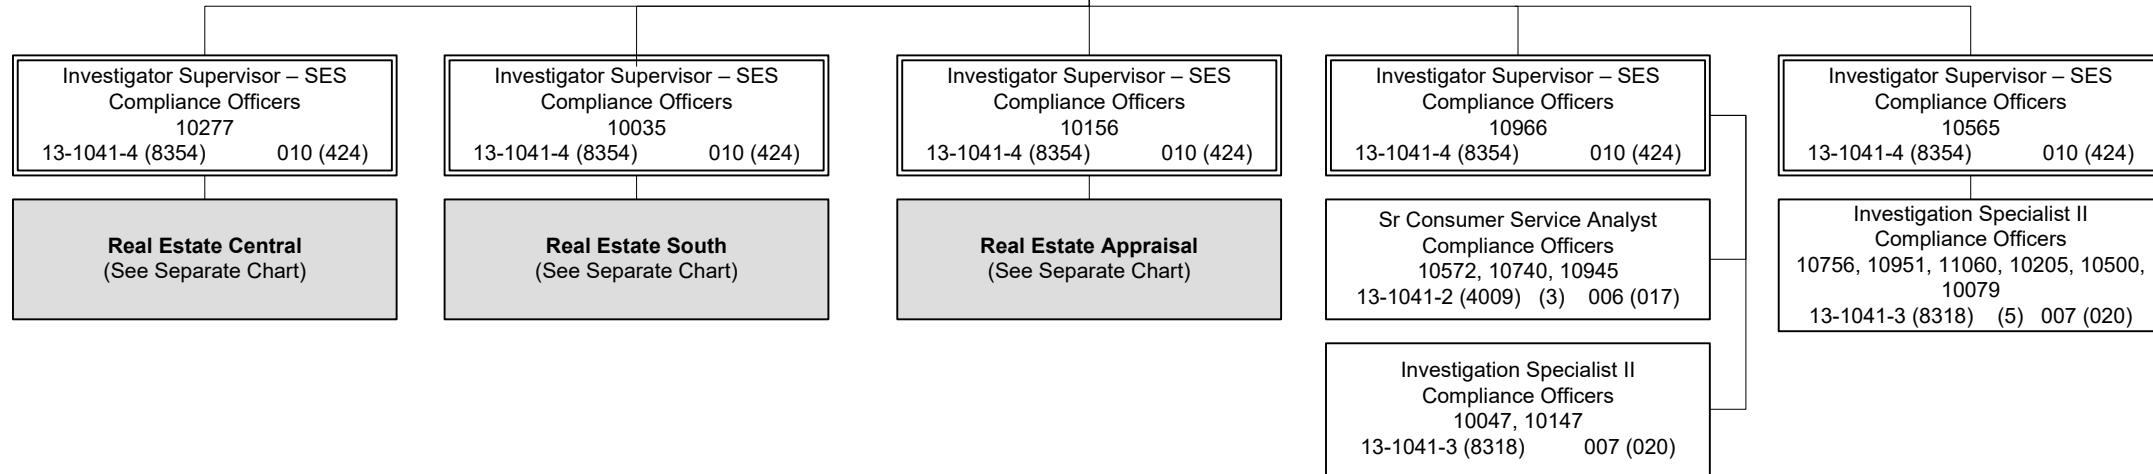 Investigator Supervisor – SES
Compliance Officers
10277
13-1041-4 (8354) 010 (424)
Real Estate Central
(See Separate Chart)
Investigator Supervisor – SES
Compliance Officers
10035
13-1041-4 (8354) 010 (424)
Real Estate South
(See Separate Chart)
Investigator Supervisor – SES
Compliance Officers
10156
13-1041-4 (8354) 010 (424)
Real Estate Appraisal
(See Separate Chart)
Investigator Supervisor – SES
Compliance Officers
10966
13-1041-4 (8354) 010 (424)
Sr Consumer Service Analyst
Compliance Officers
10572, 10740, 10945
13-1041-2 (4009) (3) 006 (017)
Investigation Specialist II
Compliance Officers
10047, 10147
13-1041-3 (8318) 007 (020)
Investigator Supervisor – SES
Compliance Officers
10565
13-1041-4 (8354) 010 (424)
Investigation Specialist II
Compliance Officers
10756, 10951, 11060, 10205, 10500,
10079
13-1041-3 (8318) (5) 007 (020)